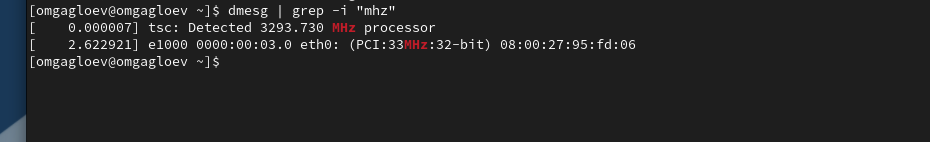 [omgagloev@omgagloev ~]$ dmesg | grep -i "mhz"
[    0.000007] tsc: Detected 3293.730 MHz processor
[    2.622921] e1000 0000:00:03.0 eth0: (PCI:33MHz:32-bit) 08:00:27:95:fd:06
[omgagloev@omgagloev ~]$